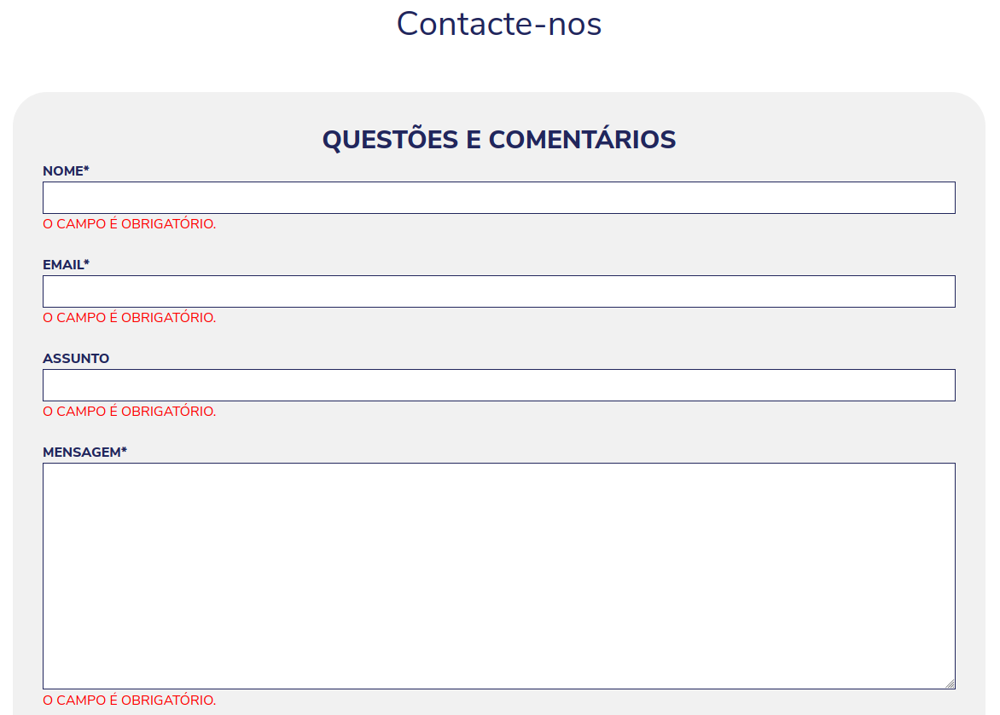 Contacte-nos
QUESTÕES E COMENTÁRIOS
NOME*
O CAMPO É OBRIGATÓRIO.
EMAIL*
O CAMPO É OBRIGATÓRIO.
ASSUNTO
O CAMPO É OBRIGATÓRIO.
MENSAGEM*
O CAMPO É OBRIGATÓRIO.